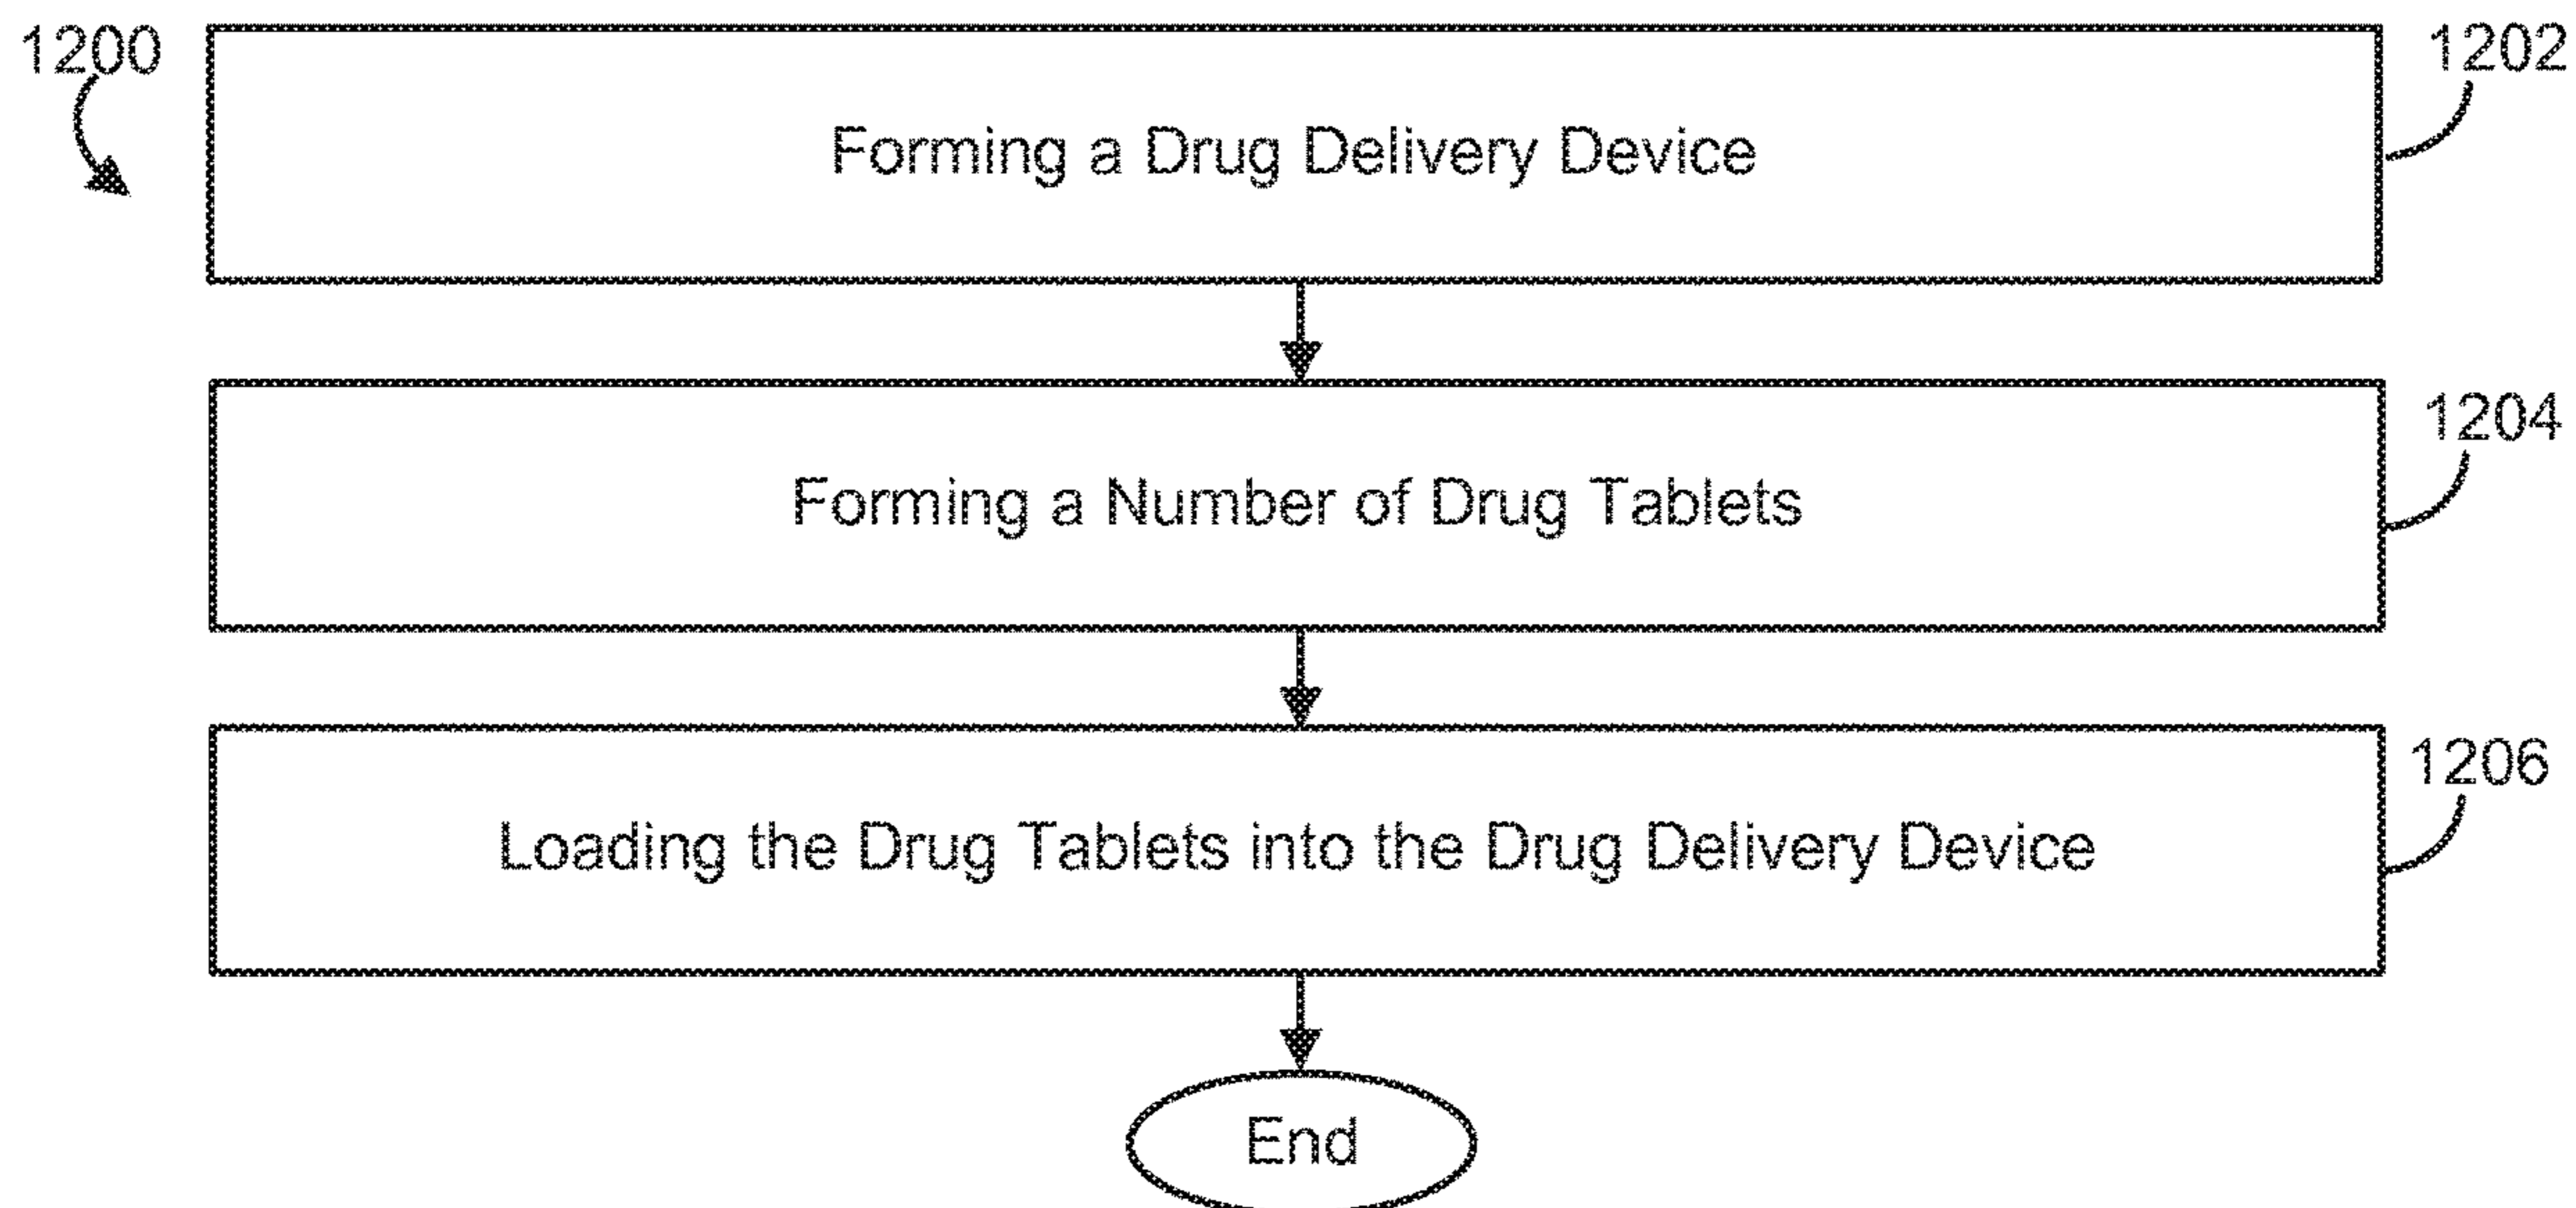 1200
1202
Forming a Drug Delivery Device
1204
Forming a Number of Drug Tablets
1206
Loading the Drug Tablets into the Drug Delivery Device
End